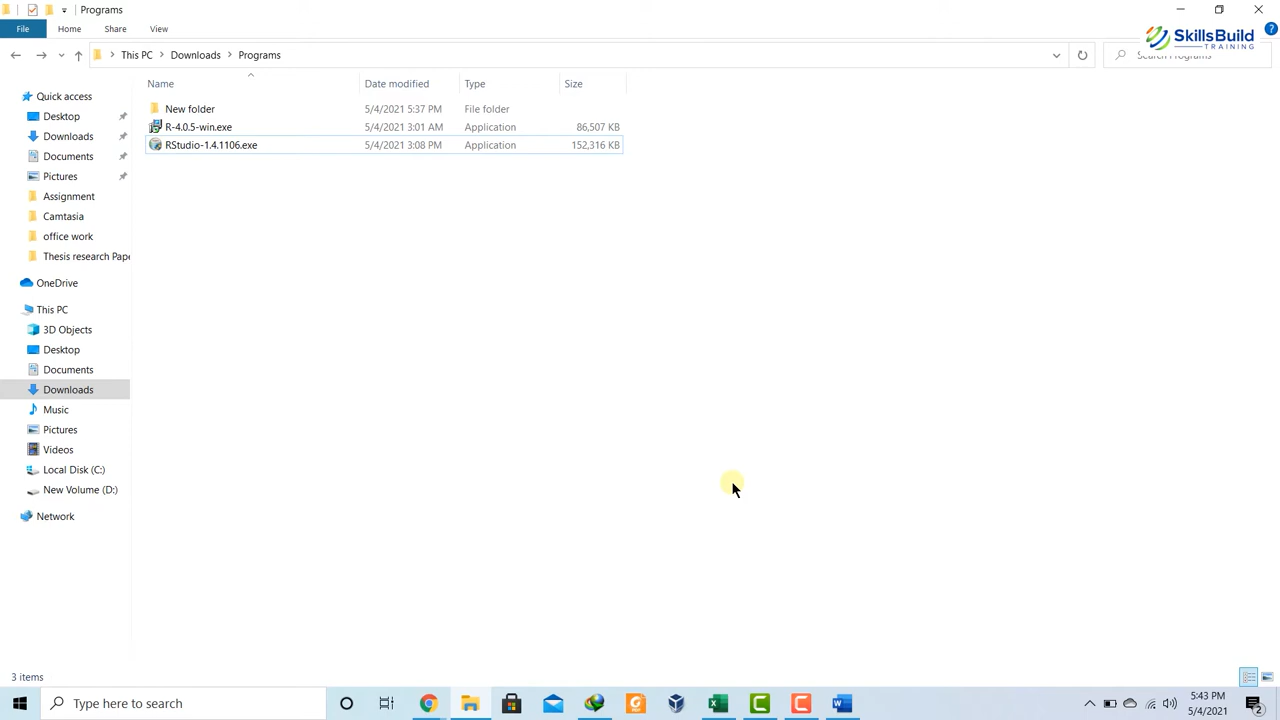 Programs
File Home Share View
SkillsBuild
TRAINING
This PC Downloads Programs
Search Programs
Name Date modified Type Size
New folder 5/4/2021 5:37 PM File folder
R-4.0.5-win.exe 5/4/2021 3:01 AM Application 86,507 KB
RStudio-1.4.1106.exe 5/4/2021 3:08 PM Application 152,316 KB
Quick access
Desktop
Downloads
Documents
Pictures
Assignment
Camtasia
office work
Thesis research Pape
OneDrive
This PC
3D Objects
Desktop
Documents
Downloads
Music
Pictures
Videos
Local Disk (C:)
New Volume (D:)
Network
3 items
Type here to search
5:43 PM
5/4/2021
2